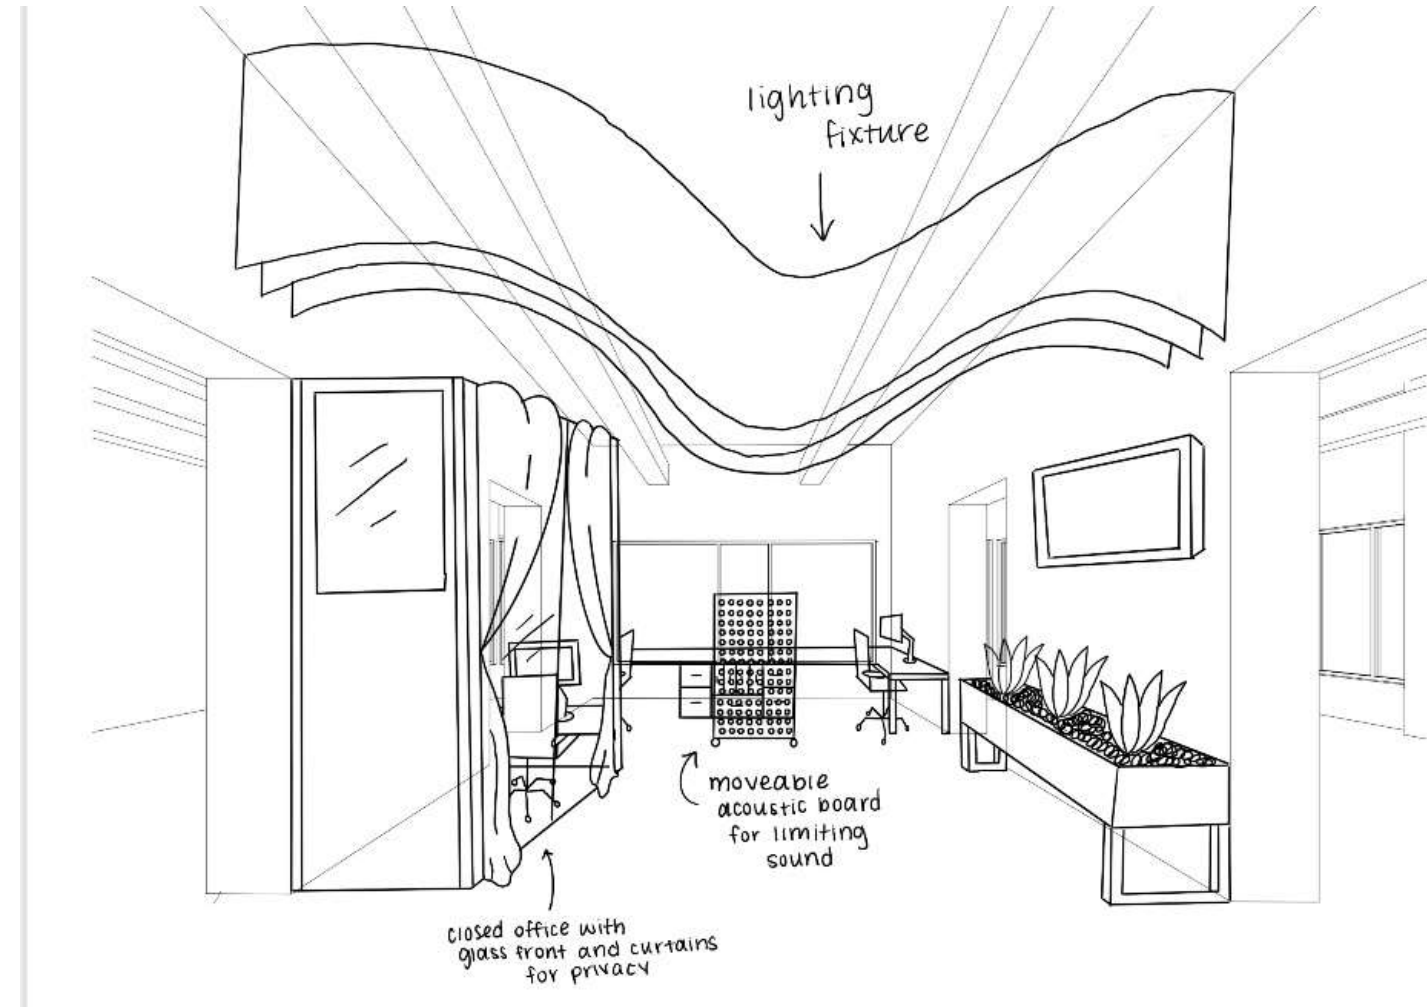 lighting
fixture
moveable
acoustic board
for limiting
sound
closed office with
glass front and curtains
for privacy